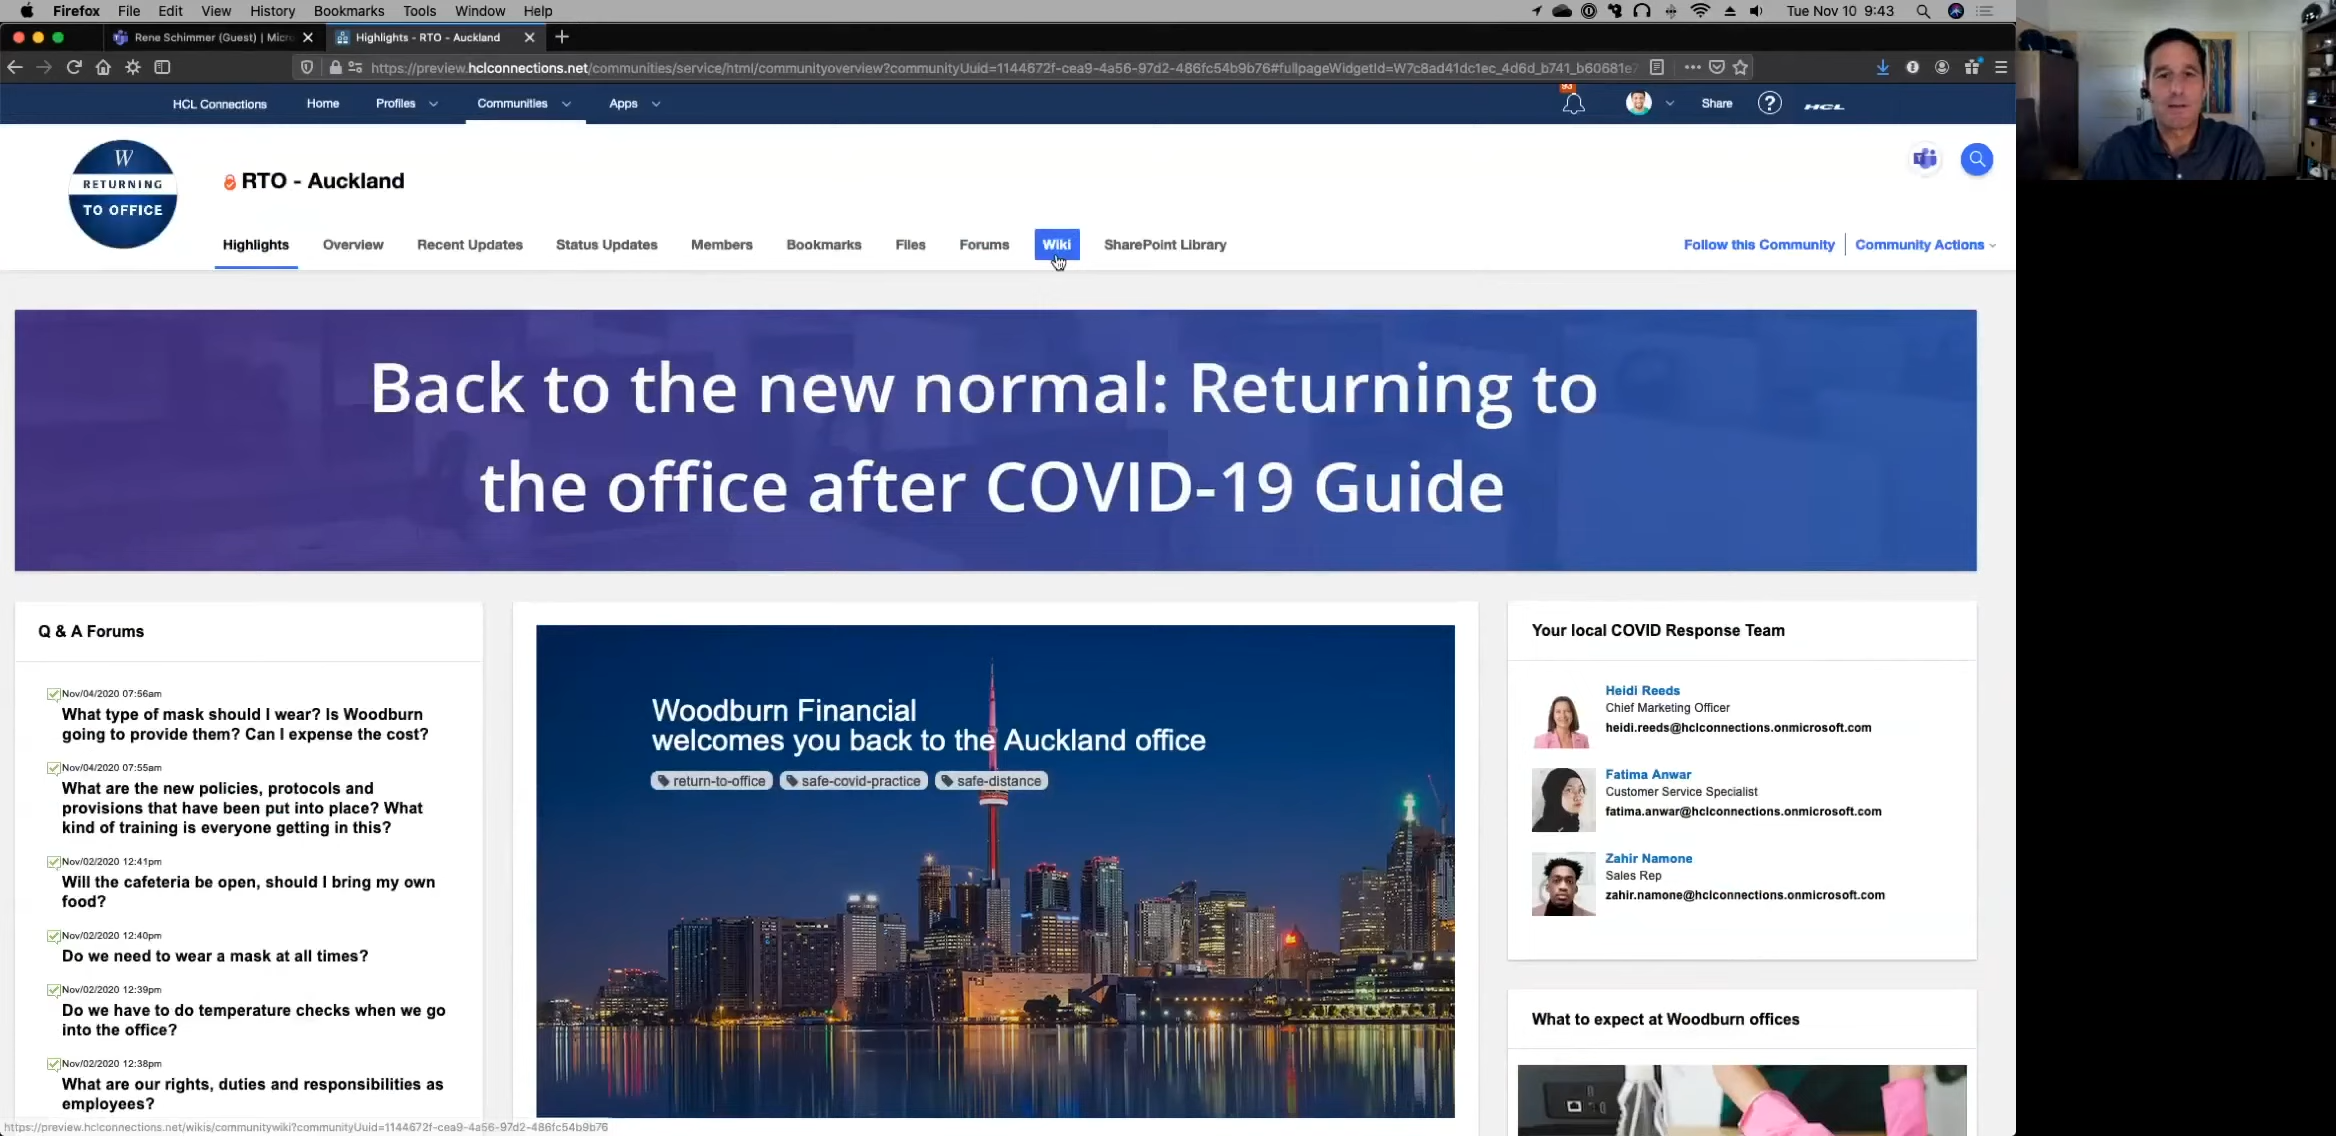 Firefox File Edit View History Bookmarks Tools Window Help
Tue Nov 10 9:43
Rene Schimmer (Guest) | Micr
Highlights - RTO - Auckland
https://preview.hclconnections.net/communities/service/html/communityoverview?communityUuid=1144672f-cea9-4a56-97d2-486fc54b9b76#fullpageWidgetId=W7c8ad41dc1ec_4d6d_b741_b60681e7
HCL Connections Home Profiles Communities Apps
93
Share ? HCL
W
RETURNING
TO OFFICE
RTO - Auckland
Highlights Overview Recent Updates Status Updates Members Bookmarks Files Forums Wiki SharePoint Library
Follow this Community Community Actions
Back to the new normal: Returning to
the office after COVID-19 Guide
Q & A Forums
Nov/04/2020 07:56am
What type of mask should I wear? Is Woodburn
going to provide them? Can I expense the cost?
Nov/04/2020 07:55am
What are the new policies, protocols and
provisions that have been put into place? What
kind of training is everyone getting in this?
Nov/02/2020 12:41pm
Will the cafeteria be open, should I bring my own
food?
Nov/02/2020 12:40pm
Do we need to wear a mask at all times?
Nov/02/2020 12:39pm
Do we have to do temperature checks when we go
into the office?
Nov/02/2020 12:38pm
What are our rights, duties and responsibilities as
employees?
Woodburn Financial
welcomes you back to the Auckland office
return-to-office safe-covid-practice safe-distance
Your local COVID Response Team
Heidi Reeds
Chief Marketing Officer
heidi.reeds@hclconnections.onmicrosoft.com
Fatima Anwar
Customer Service Specialist
fatima.anwar@hclconnections.onmicrosoft.com
Zahir Namone
Sales Rep
zahir.namone@hclconnections.onmicrosoft.com
What to expect at Woodburn offices
https://preview.hclconnections.net/wikis/communitywiki?communityUuid=1144672f-cea9-4a56-97d2-486fc54b9b76